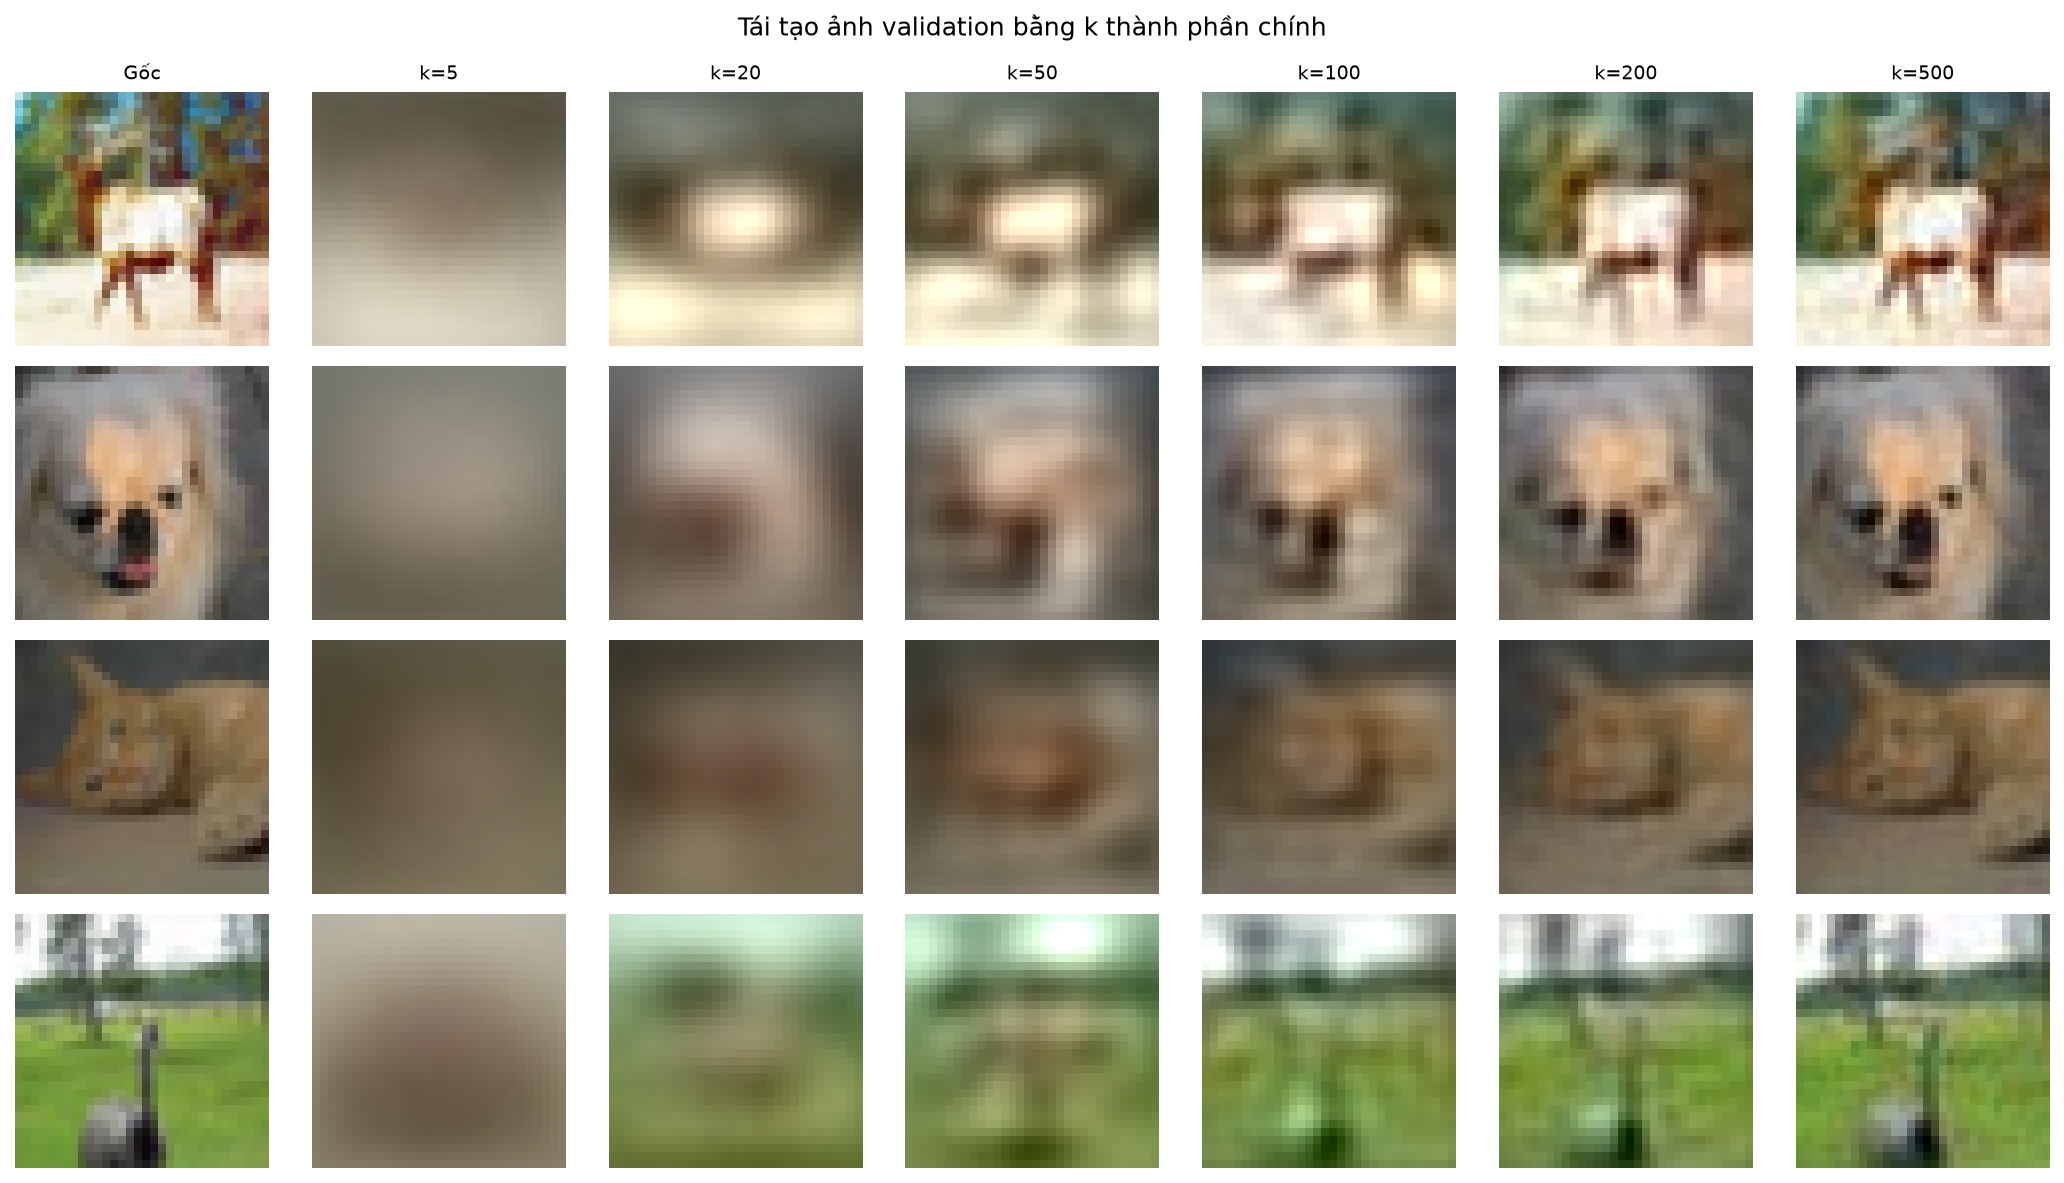 Tái tạo ảnh validation bằng k thành phần chính
Gốc k=5 k=20 k=50 k=100 k=200 k=500